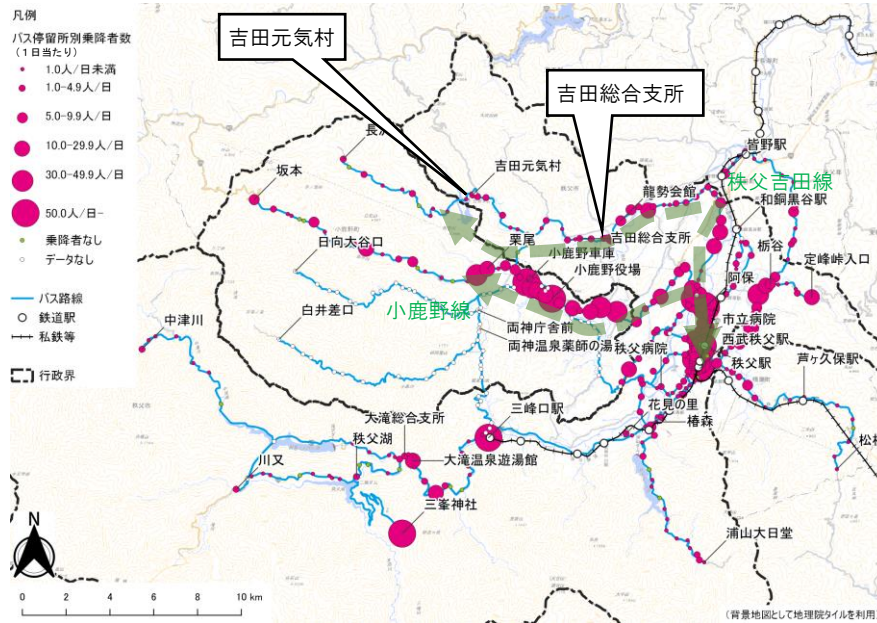 凡例
バス停留所別乗降者数
(1日当たり)
1.0人/日未満
1.0-4.9人/日
5.0-9.9人/日
10.0-29.9人/日
30.0-49.9人/日
50.0人/日-
乗降者なし
データなし
バス路線
鉄道駅
私鉄等
行政界
吉田元気村
吉田総合支所
皆野駅
長沢
吉田元気村
龍勢会館
秩父吉田線
坂本
和銅黒谷駅
日向大谷口
栗尾
吉田総合支所
小鹿野車庫
栃谷
定峰峠入口
小鹿野役場
阿保
小鹿野線
白井差口
市立病院
両神庁舎前
中津川
西武秩父駅
両神温泉薬師の湯
秩父病院
秩父駅
芦ヶ久保駅
三峰口駅
花見の里
大滝総合支所
椿森
秩父湖
川又
大滝温泉遊湯館
三峯神社
浦山大日堂
N
0 2 4 6 8 10 km
(背景地図として地理院タイルを利用)